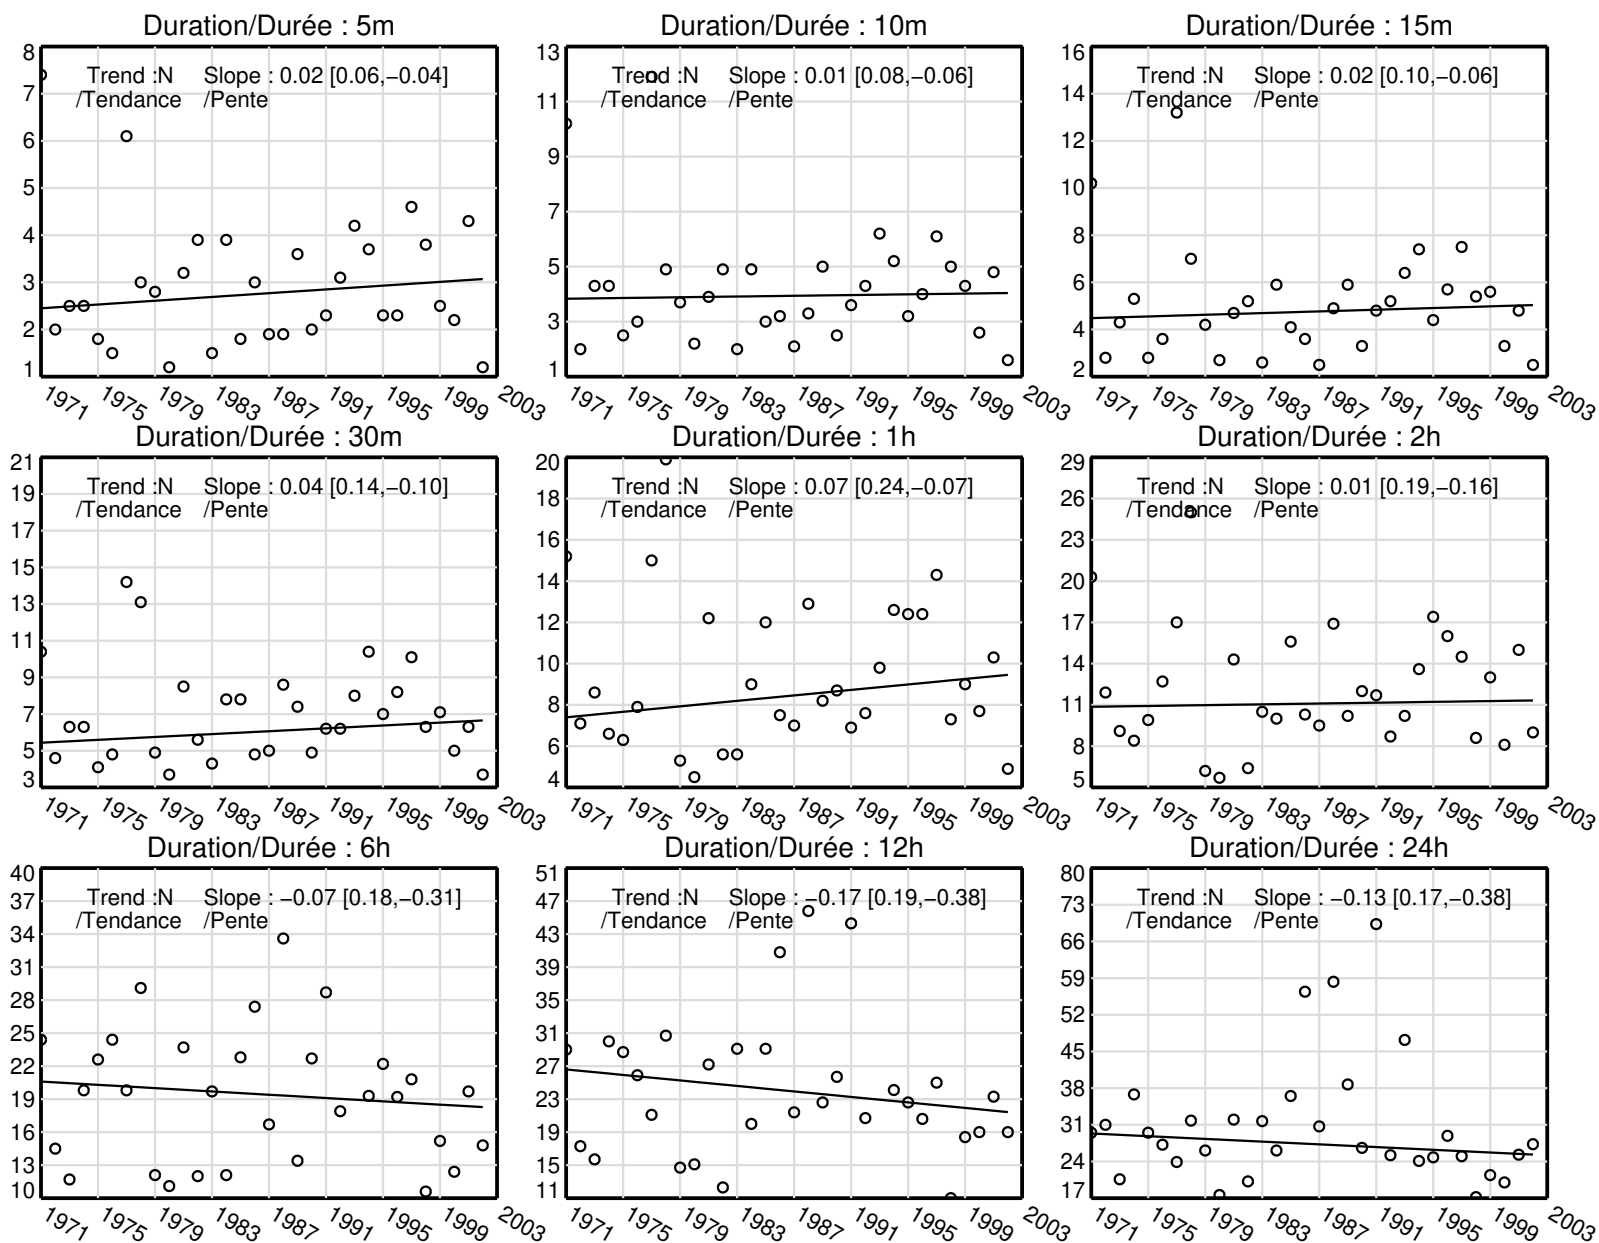 Duration/Durée : 5m
8
7
6
5
4
3
2
1
Trend :N Slope : 0.02 [0.06,−0.04]
/Tendance /Pente
1971 1975 1979 1983 1987 1991 1995 1999 2003
Duration/Durée : 10m
13
11
9
7
5
3
1
Trend :N Slope : 0.01 [0.08,−0.06]
/Tendance /Pente
1971 1975 1979 1983 1987 1991 1995 1999 2003
Duration/Durée : 15m
16
14
12
10
8
6
4
2
Trend :N Slope : 0.02 [0.10,−0.06]
/Tendance /Pente
1971 1975 1979 1983 1987 1991 1995 1999 2003
Duration/Durée : 30m
21
19
17
15
13
11
9
7
5
3
Trend :N Slope : 0.04 [0.14,−0.10]
/Tendance /Pente
1971 1975 1979 1983 1987 1991 1995 1999 2003
Duration/Durée : 1h
20
18
16
14
12
10
8
6
4
Trend :N Slope : 0.07 [0.24,−0.07]
/Tendance /Pente
1971 1975 1979 1983 1987 1991 1995 1999 2003
Duration/Durée : 2h
29
26
23
20
17
14
11
8
5
Trend :N Slope : 0.01 [0.19,−0.16]
/Tendance /Pente
1971 1975 1979 1983 1987 1991 1995 1999 2003
Duration/Durée : 6h
40
37
34
31
28
25
22
19
16
13
10
Trend :N Slope : −0.07 [0.18,−0.31]
/Tendance /Pente
1971 1975 1979 1983 1987 1991 1995 1999 2003
Duration/Durée : 12h
51
47
43
39
35
31
27
23
19
15
11
Trend :N Slope : −0.17 [0.19,−0.38]
/Tendance /Pente
1971 1975 1979 1983 1987 1991 1995 1999 2003
Duration/Durée : 24h
80
73
66
59
52
45
38
31
24
17
Trend :N Slope : −0.13 [0.17,−0.38]
/Tendance /Pente
1971 1975 1979 1983 1987 1991 1995 1999 2003